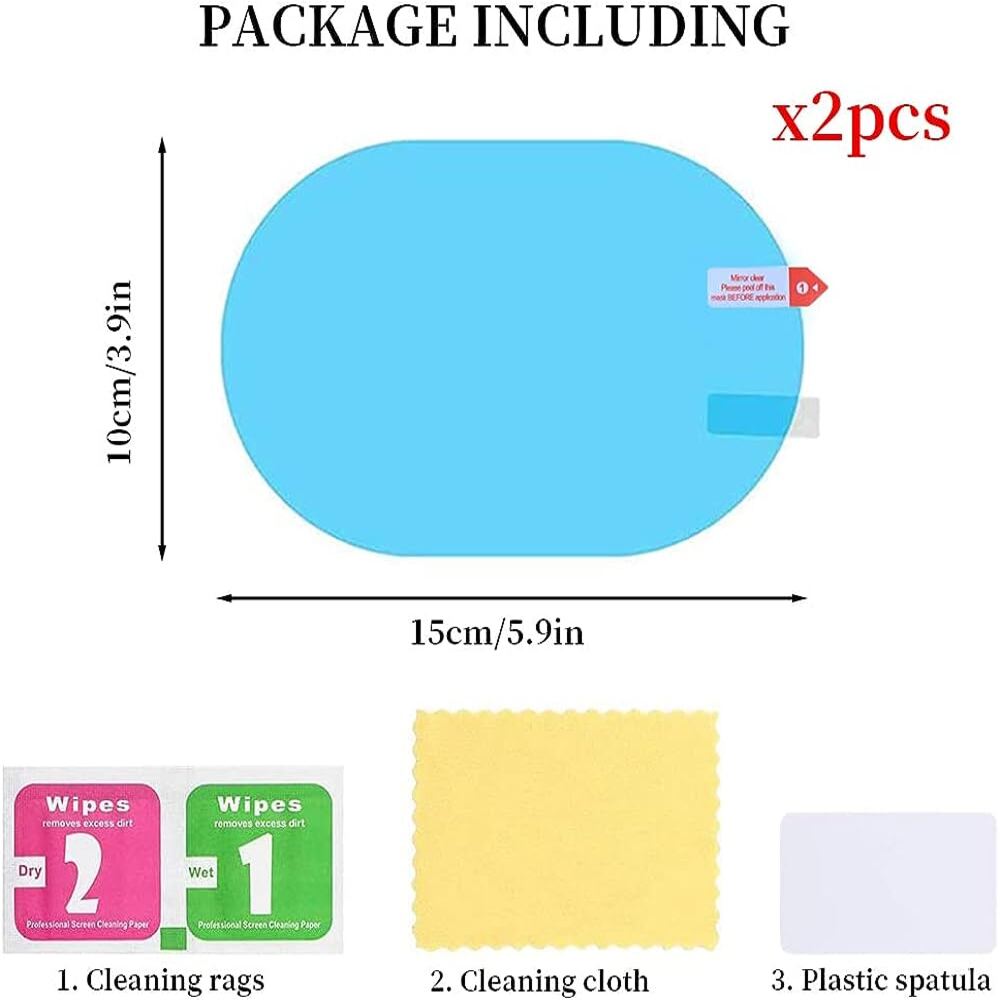 PACKAGE INCLUDING
x2pcs
Mirror clear
Please peel off this
mask BEFORE application
1
10cm/3.9in
15cm/5.9in
Wipes
removes excess dirt
Dry
2
Professional Screen Cleaning Paper
Wipes
removes excess dirt
Wet
1
Professional Screen Cleaning Paper
1. Cleaning rags
2. Cleaning cloth
3. Plastic spatula